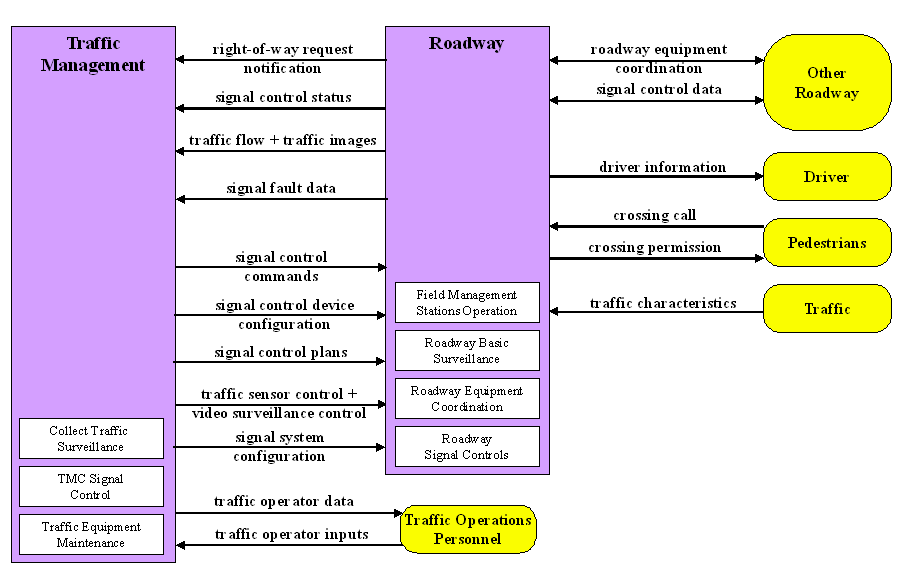 Traffic
Management
Roadway
right-of-way request
notification
signal control status
traffic flow + traffic images
signal fault data
signal control
commands
signal control device
configuration
signal control plans
traffic sensor control +
video surveillance control
signal system
configuration
traffic operator data
traffic operator inputs
Collect Traffic
Surveillance
TMC Signal
Control
Traffic Equipment
Maintenance
Field Management
Stations Operation
Roadway Basic
Surveillance
Roadway Equipment
Coordination
Roadway
Signal Controls
Traffic Operations
Personnel
roadway equipment
coordination
signal control data
driver information
crossing call
crossing permission
traffic characteristics
Other
Roadway
Driver
Pedestrians
Traffic